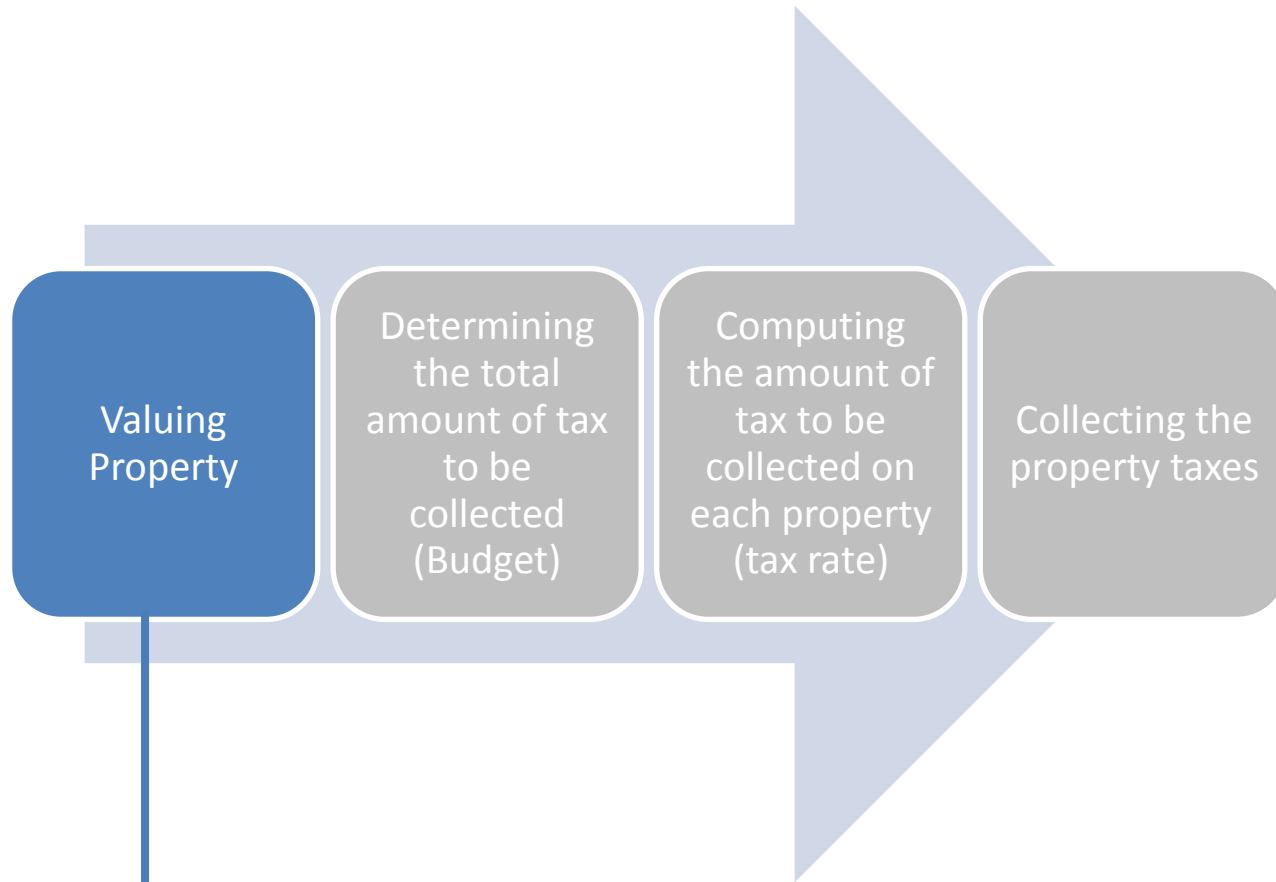 Valuing
Property
Determining
the total
amount of tax
to be
collected
(Budget)
Computing
the amount of
tax to be
collected on
each property
(tax rate)
Collecting the
property taxes